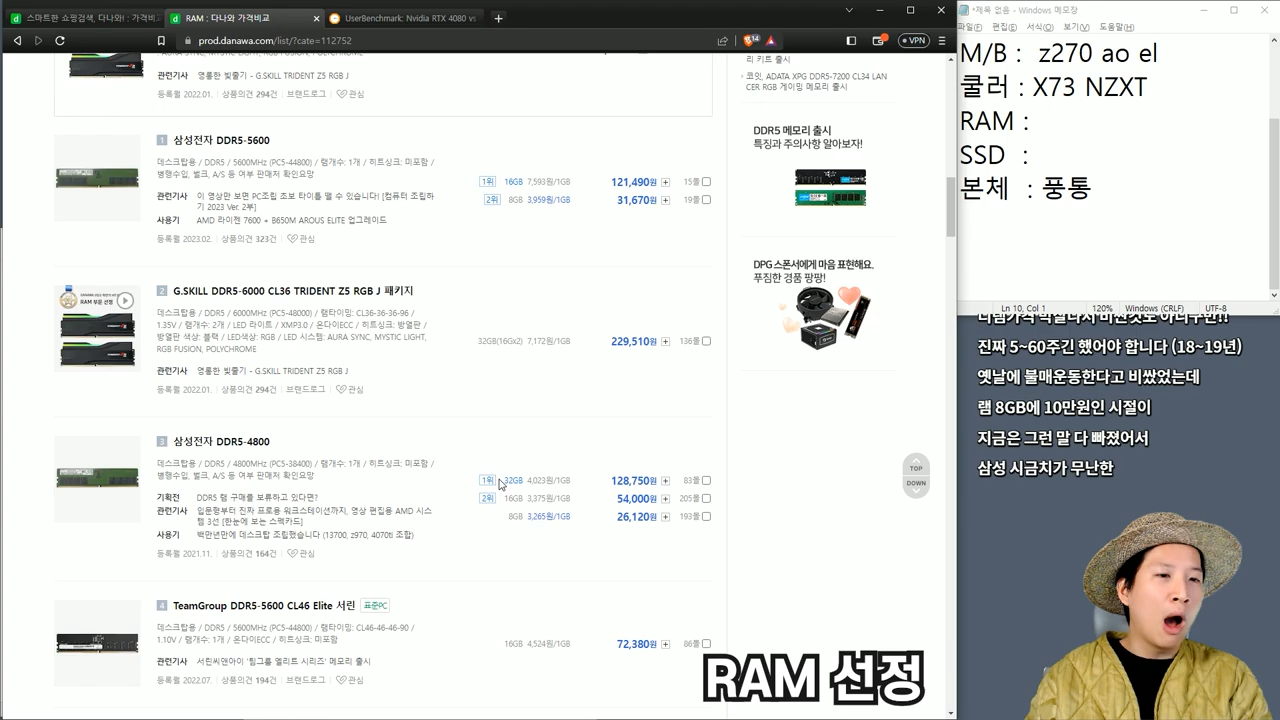 스마트한 쇼핑검색, 다나와! : 가격비
RAM : 다나와 가격비교
UserBenchmark: Nvidia RTX 4080 vs
prod.danawa.com/list/?cate=112752
VPN
관련기사 영롱한 빛줄기 - G.SKILL TRIDENT Z5 RGB J
등록월 2022.01. 상품의견 294건 브랜드로그 관심
1 삼성전자 DDR5-5600
데스크탑용 / DDR5 / 5600MHz (PC5-44800) / 램개수: 1개 / 히트싱크: 미포함 /
병행수입, 벌크, A/S 등 여부 판매자 확인요망
1위 16GB 7,593원/1GB 121,490원 15몰
2위 8GB 3,959원/1GB 31,670원 19몰
관련기사 이 영상만 보면 PC조립 초보 타이틀 뗄 수 있습니다! [컴퓨터 조립하
기 2023 Ver. 2부]
사용기 AMD 라이젠 7600 + B650M AROUS ELITE 업그레이드
등록월 2023.02. 상품의견 323건 관심
2 G.SKILL DDR5-6000 CL36 TRIDENT Z5 RGB J 패키지
데스크탑용 / DDR5 / 6000MHz (PC5-48000) / 램타이밍: CL36-36-36-96 /
1.35V / 램개수: 2개 / LED 라이트 / XMP3.0 / 온다이ECC / 히트싱크: 방열판 /
방열판 색상: 블랙 / LED색상: RGB / LED 시스템: AURA SYNC, MYSTIC LIGHT,
RGB FUSION, POLYCHROME
32GB(16Gx2) 7,172원/1GB 229,510원 136몰
관련기사 영롱한 빛줄기 - G.SKILL TRIDENT Z5 RGB J
등록월 2022.01. 상품의견 294건 브랜드로그 관심
3 삼성전자 DDR5-4800
데스크탑용 / DDR5 / 4800MHz (PC5-38400) / 램개수: 1개 / 히트싱크: 미포함 /
병행수입, 벌크, A/S 등 여부 판매자 확인요망
1위 32GB 4,023원/1GB 128,750원 83몰
2위 16GB 3,375원/1GB 54,000원 205몰
8GB 3,265원/1GB 26,120원 193몰
기획전 DDR5 램 구매를 보류하고 있다면?
관련기사 입문용부터 진짜 프로용 워크스테이션까지, 영상 편집용 AMD 시스
템 3선 [한눈에 보는 스펙카드]
사용기 백만년만에 데스크탑 조립했습니다 (13700, z970, 4070ti 조합)
등록월 2021.11. 상품의견 164건 관심
4 TeamGroup DDR5-5600 CL46 Elite 서린 표준PC
데스크탑용 / DDR5 / 5600MHz (PC5-44800) / 램타이밍: CL46-46-46-90 /
1.10V / 램개수: 1개 / 온다이ECC / 히트싱크: 미포함
16GB 4,524원/1GB 72,380원 86몰
관련기사 서린씨앤아이 '팀그룹 엘리트 시리즈' 메모리 출시
등록월 2022.07. 상품의견 194건 브랜드로그 관심
리 키트 출시
코잇, ADATA XPG DDR5-7200 CL34 LAN
CER RGB 게이밍 메모리 출시
DDR5 메모리 출시
특징과 주의사항 알아보자!
DPG 스폰서에게 마음 표현해요.
푸짐한 경품 팡팡!
TOP
DOWN
*제목 없음 - Windows 메모장
파일(F) 편집(E) 서식(O) 보기(V) 도움말(H)
M/B : z270 ao el
쿨러 : X73 NZXT
RAM :
SSD :
본체 : 풍통
Ln 10, Col 1 120% Windows (CRLF) UTF-8
진짜 5~60주긴 했어야 합니다 (18~19년)
옛날에 불매운동한다고 비쌌었는데
램 8GB에 10만원인 시절이
지금은 그런 말 다 빠졌어서
삼성 시금치가 무난한
RAM 선정